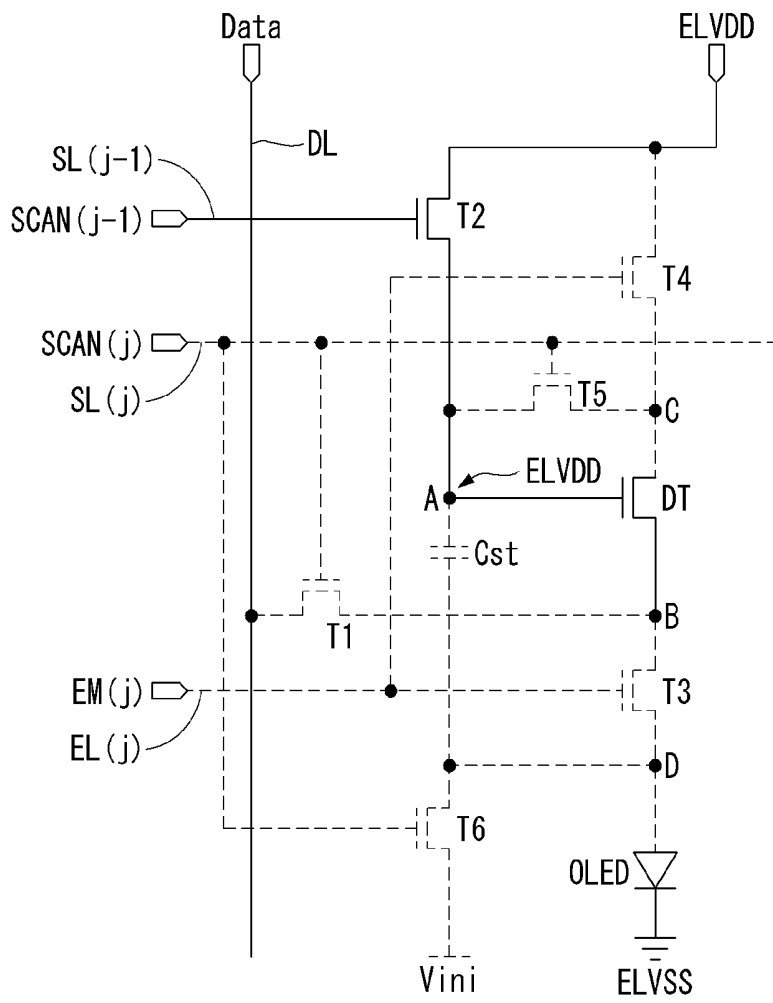 Data
ELVDD
DL
SL(j-1)
SCAN(j-1)
T2
T4
SCAN(j)
SL(j)
T5
C
ELVDD
A
DT
Cst
T1
B
EM(j)
EL(j)
T3
D
T6
OLED
Vini
ELVSS